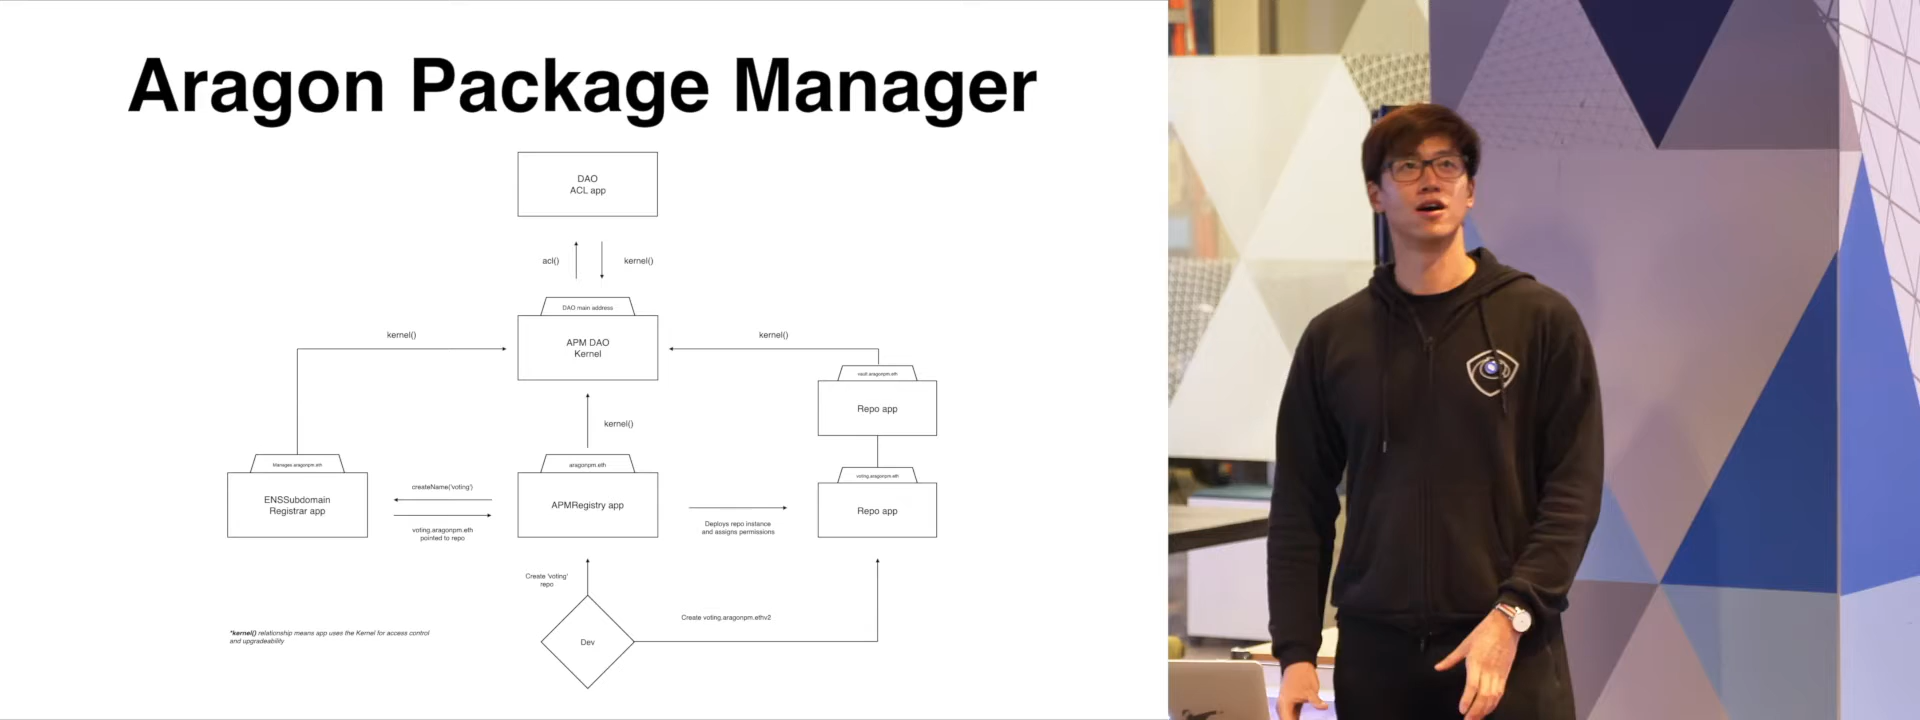 Aragon Package Manager
DAO
ACL app
acl()
kernel()
DAO main address
kernel()
APM DAO
Kernel
kernel()
vault.aragonpm.eth
Repo app
kernel()
Manages aragonpm.eth
ENSSubdomain
Registrar app
createName('voting')
voting.aragonpm.eth
pointed to repo
aragonpm.eth
APMRegistry app
Deploys repo instance
and assigns permissions
voting.aragonpm.eth
Repo app
Create 'voting'
repo
Create voting.aragonpm.ethv2
Dev
*kernel() relationship means app uses the Kernel for access control
and upgradeability